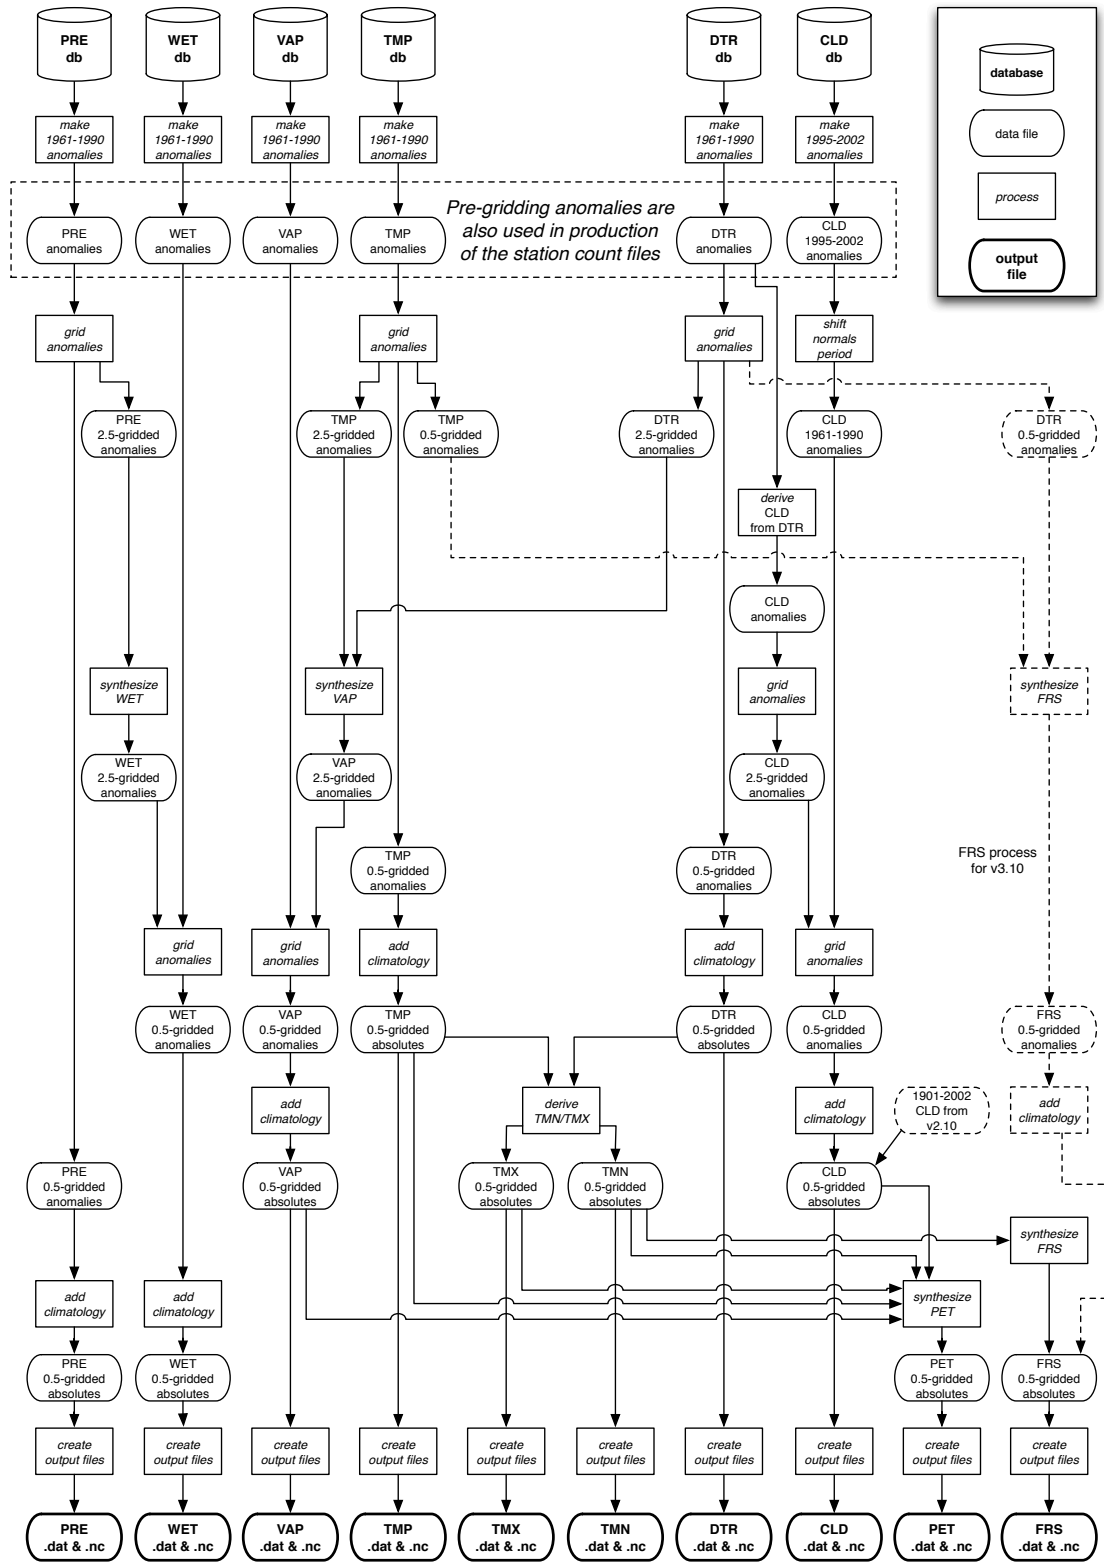 PRE
db
WET
db
VAP
db
TMP
db
DTR
db
CLD
db
database
data file
process
output
file
make
1961-1990
anomalies
make
1961-1990
anomalies
make
1961-1990
anomalies
make
1961-1990
anomalies
make
1961-1990
anomalies
make
1995-2002
anomalies
Pre-gridding anomalies are
also used in production
of the station count files
PRE
anomalies
WET
anomalies
VAP
anomalies
TMP
anomalies
DTR
anomalies
CLD
1995-2002
anomalies
grid
anomalies
grid
anomalies
grid
anomalies
shift
normals
period
PRE
2.5-gridded
anomalies
TMP
2.5-gridded
anomalies
TMP
0.5-gridded
anomalies
DTR
2.5-gridded
anomalies
CLD
1961-1990
anomalies
DTR
0.5-gridded
anomalies
derive
CLD
from DTR
CLD
anomalies
synthesize
WET
synthesize
VAP
grid
anomalies
synthesize
FRS
WET
2.5-gridded
anomalies
VAP
2.5-gridded
anomalies
CLD
2.5-gridded
anomalies
TMP
0.5-gridded
anomalies
DTR
0.5-gridded
anomalies
FRS process
for v3.10
grid
anomalies
grid
anomalies
add
climatology
add
climatology
grid
anomalies
WET
0.5-gridded
anomalies
VAP
0.5-gridded
anomalies
TMP
0.5-gridded
absolutes
DTR
0.5-gridded
absolutes
CLD
0.5-gridded
anomalies
FRS
0.5-gridded
anomalies
add
climatology
derive
TMN/TMX
add
climatology
1901-2002
CLD from
v2.10
add
climatology
PRE
0.5-gridded
anomalies
VAP
0.5-gridded
absolutes
TMX
0.5-gridded
absolutes
TMN
0.5-gridded
absolutes
CLD
0.5-gridded
absolutes
synthesize
FRS
add
climatology
add
climatology
synthesize
PET
PRE
0.5-gridded
absolutes
WET
0.5-gridded
absolutes
PET
0.5-gridded
absolutes
FRS
0.5-gridded
absolutes
create
output files
create
output files
create
output files
create
output files
create
output files
create
output files
create
output files
create
output files
create
output files
create
output files
PRE
.dat & .nc
WET
.dat & .nc
VAP
.dat & .nc
TMP
.dat & .nc
TMX
.dat & .nc
TMN
.dat & .nc
DTR
.dat & .nc
CLD
.dat & .nc
PET
.dat & .nc
FRS
.dat & .nc